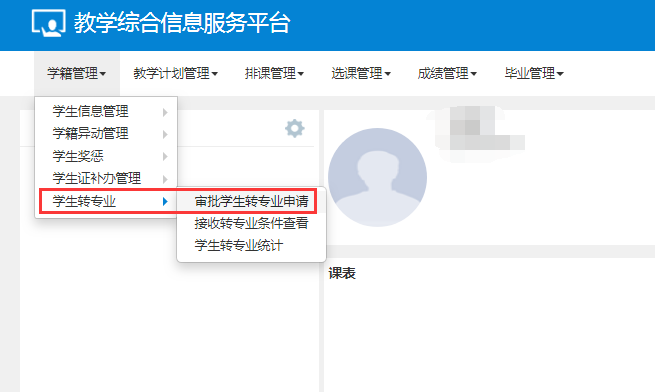 教学综合信息服务平台
学籍管理 教学计划管理 排课管理 选课管理 成绩管理 毕业管理
学生信息管理
学籍异动管理
学生奖惩
学生证补办管理
学生转专业 审批学生转专业申请
接收转专业条件查看
学生转专业统计
课表